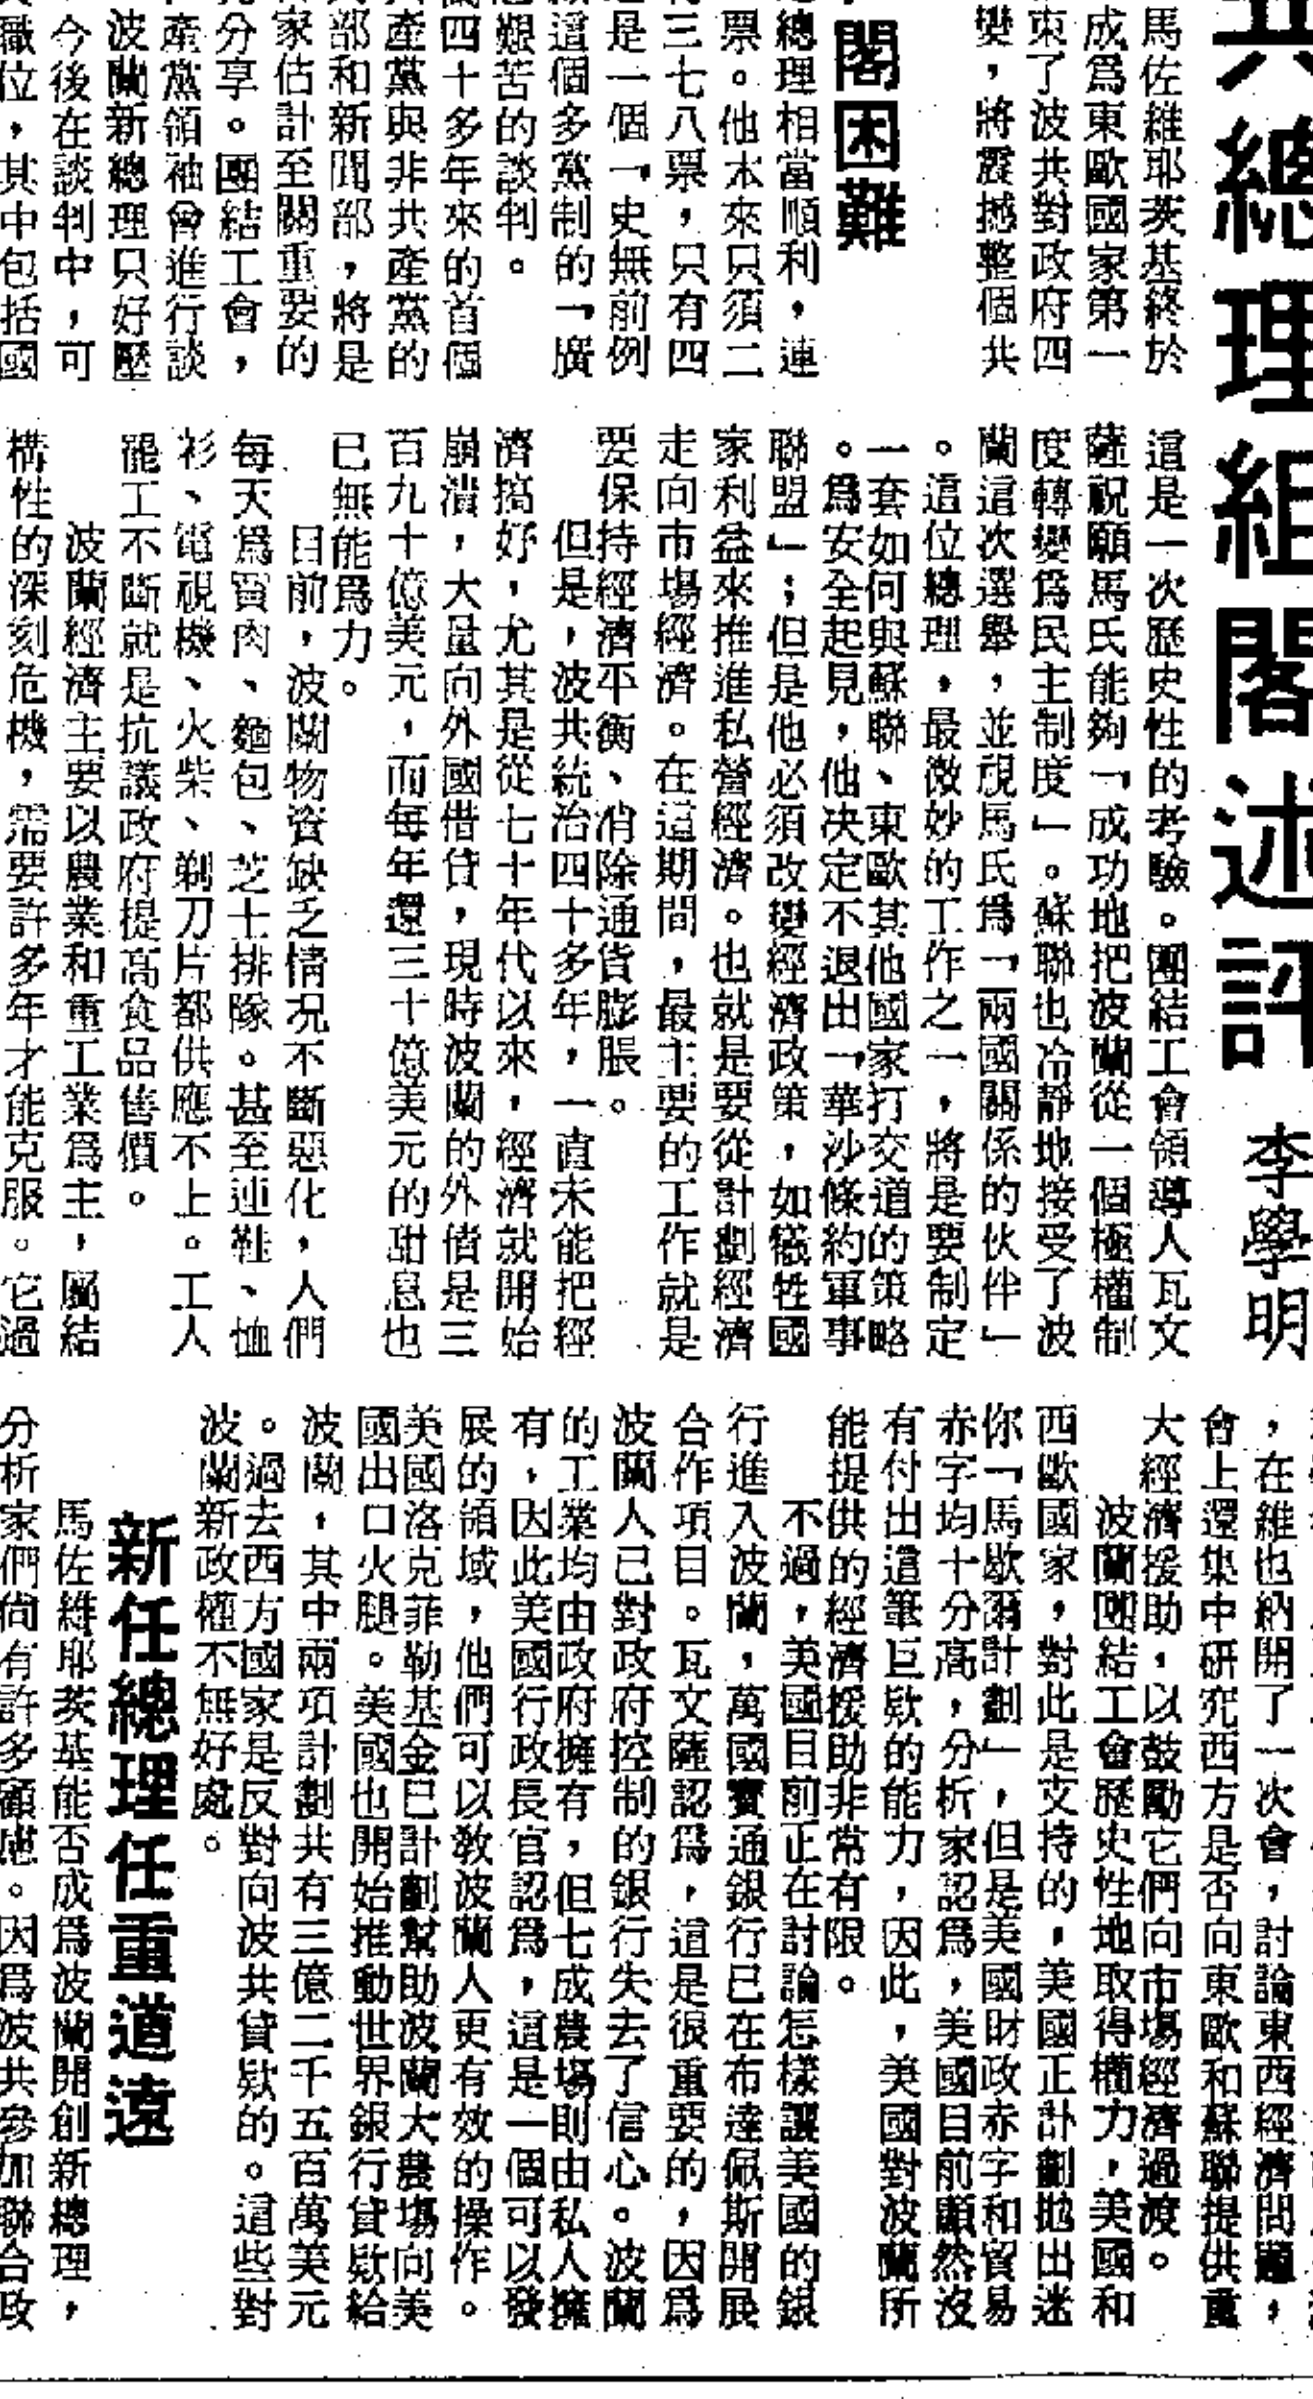 共總理組閣述評
李學明
馬佐維耶茨基終於
成爲東歐國家第一
束了波共對政府四
變,將震撼整個共
閣困難
總理相當順利,連
票。他本來只須二
三七八票,只有四
是一個「史無前例
這個多黨制的「廣
艱苦的談判。
四十多年來的首個
產黨與非共產黨的
部和新聞部,將是
家估計至關重要的
分享。團結工會,
產黨領袖會進行談
波蘭新總理只好壓
今後在談判中,可
職位,其中包括國
這是一次歷史性的考驗。團結工會領導人瓦文
薩祝願馬氏能夠「成功地把波蘭從一個極權制
度轉變爲民主制度」。蘇聯也冷靜地接受了波
蘭這次選舉,並視馬氏爲「兩國關係的伙伴」
。這位總理,最微妙的工作之一,將是要制定
一套如何與蘇聯、東歐其他國家打交道的策略
。爲安全起見,他决定不退出「華沙條約軍事
聯盟」;但是他必須改變經濟政策,如犧牲國
家利益來推進私營經濟。也就是要從計劃經濟
走向市場經濟。在這期間,最主要的工作就是
要保持經濟平衡、消除通貨膨脹。
但是,波共統治四十多年,一直未能把經
濟搞好,尤其是從七十年代以來,經濟就開始
崩潰,大量向外國借貸,現時波蘭的外債是三
百九十億美元,而每年還三十億美元的甜息也
已無能爲力。
目前,波蘭物資缺乏情况不斷惡化,人們
每天爲買肉、麵包、芝士排隊。甚至連鞋、恤
衫、電視機、火柴、剃刀片都供應不上。工人
罷工不斷就是抗議政府提高食品售價。
波蘭經濟主要以農業和重工業爲主,屬結
構性的深刻危機,需要許多年才能克服。它過
,在維也納開了一次會,討論東西經濟問題,
會上還集中研究西方是否向東歐和蘇聯提供重
大經濟援助,以鼓勵它們向市場經濟過渡。
波蘭團結工會歷史性地取得權力,美國和
西歐國家,對此是支持的,美國正計劃拋出迷
你「馬歇爾計劃」,但是美國財政赤字和貿易
赤字均十分高,分析家認爲,美國目前顯然沒
有付出這筆巨欵的能力,因此,美國對波蘭所
能提供的經濟援助非常有限。
不過,美國目前正在討論怎樣讓美國的銀
行進入波蘭,萬國寶通銀行已在布達佩斯開展
合作項目。瓦文薩認爲,這是很重要的,因爲
波蘭人已對政府控制的銀行失去了信心。波蘭
的工業均由政府擁有,但七成農場則由私人擁
有,因此美國行政長官認爲,這是一個可以發
展的領域,他們可以敎波蘭人更有效的操作。
美國洛克菲勒基金已計劃幫助波蘭大農場向美
國出口火腿。美國也開始推動世界銀行貸欵給
波蘭,其中兩項計劃共有三億二千五百萬美元
。過去西方國家是反對向波共貸欵的。這些對
波蘭新政權不無好處。
新任總理任重道遠
馬佐維耶茨基能否成爲波蘭開創新總理,
分析家們尚有許多顧慮。因爲波共參加聯合政